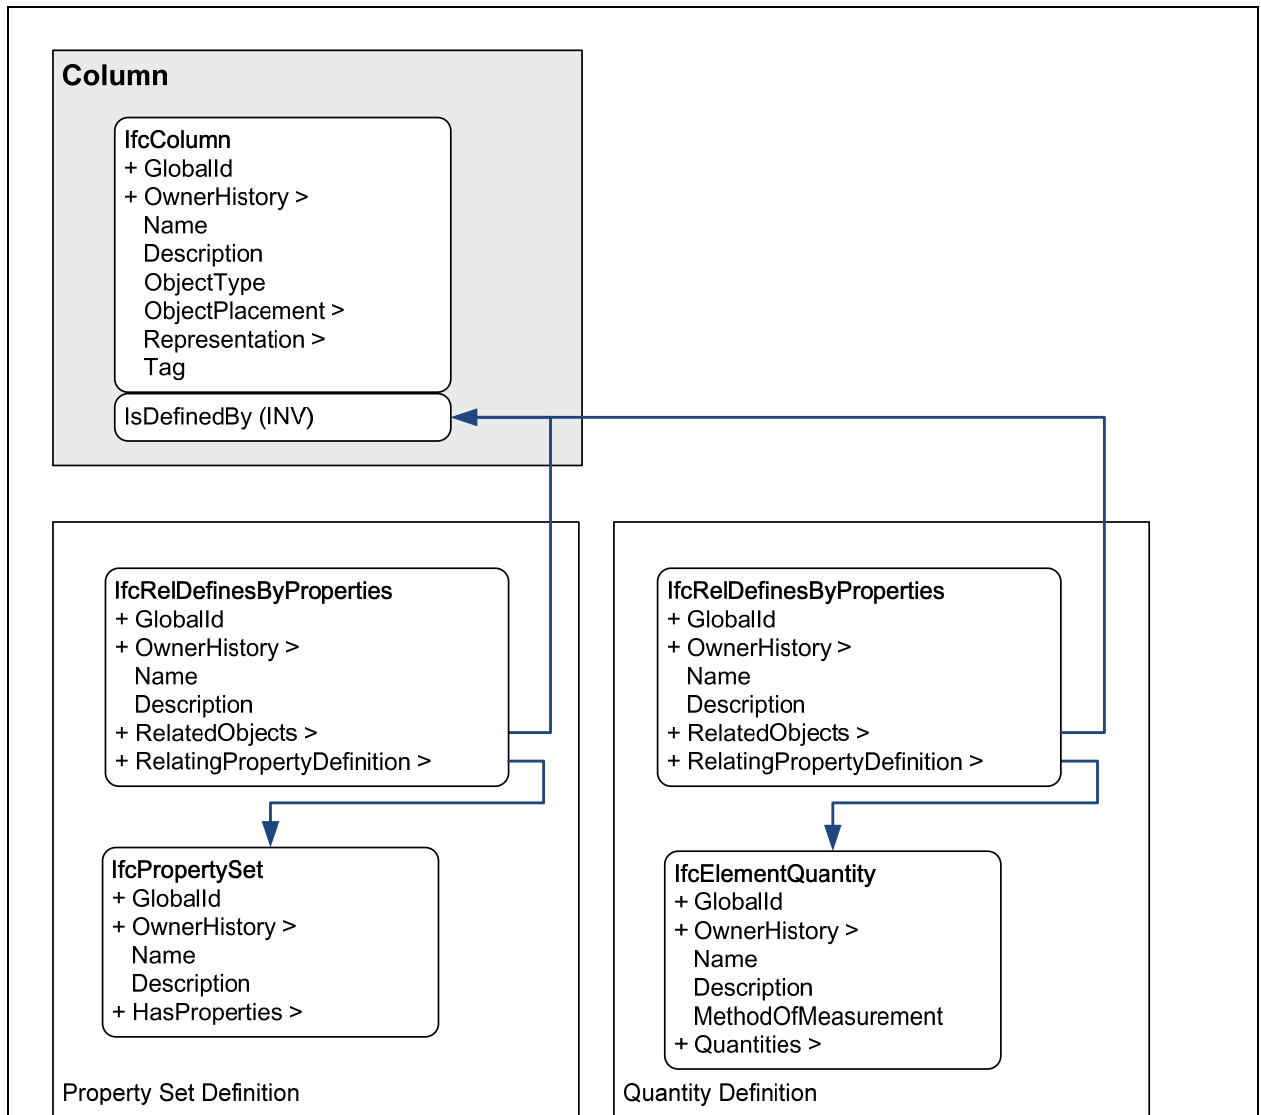 Column
IfcColumn
+ GlobalId
+ OwnerHistory >
Name
Description
ObjectType
ObjectPlacement >
Representation >
Tag
IsDefinedBy (INV)
IfcRelDefinesByProperties
+ GlobalId
+ OwnerHistory >
Name
Description
+ RelatedObjects >
+ RelatingPropertyDefinition >
IfcPropertySet
+ GlobalId
+ OwnerHistory >
Name
Description
+ HasProperties >
Property Set Definition
IfcRelDefinesByProperties
+ GlobalId
+ OwnerHistory >
Name
Description
+ RelatedObjects >
+ RelatingPropertyDefinition >
IfcElementQuantity
+ GlobalId
+ OwnerHistory >
Name
Description
MethodOfMeasurement
+ Quantities >
Quantity Definition